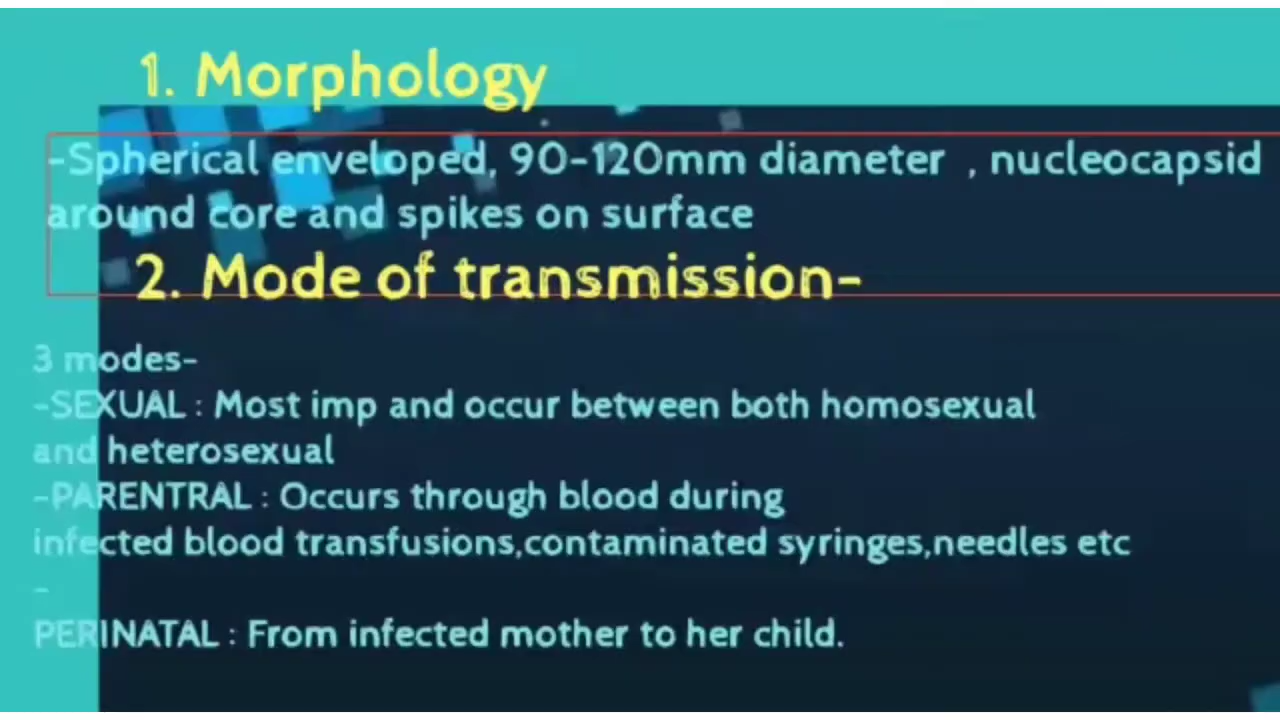 1. Morphology
-Spherical enveloped, 90-120mm diameter , nucleocapsid
around core and spikes on surface
2. Mode of transmission-
3 modes-
-SEXUAL : Most imp and occur between both homosexual
and heterosexual
-PARENTRAL : Occurs through blood during
infected blood transfusions,contaminated syringes,needles etc
-
PERINATAL : From infected mother to her child.